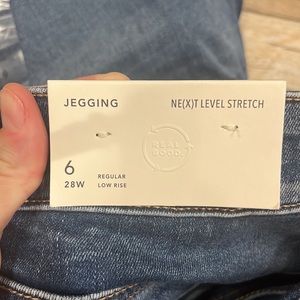 JEGGING
NE(X)T LEVEL STRETCH
REAL
GOOD
6
28W
REGULAR
LOW RISE